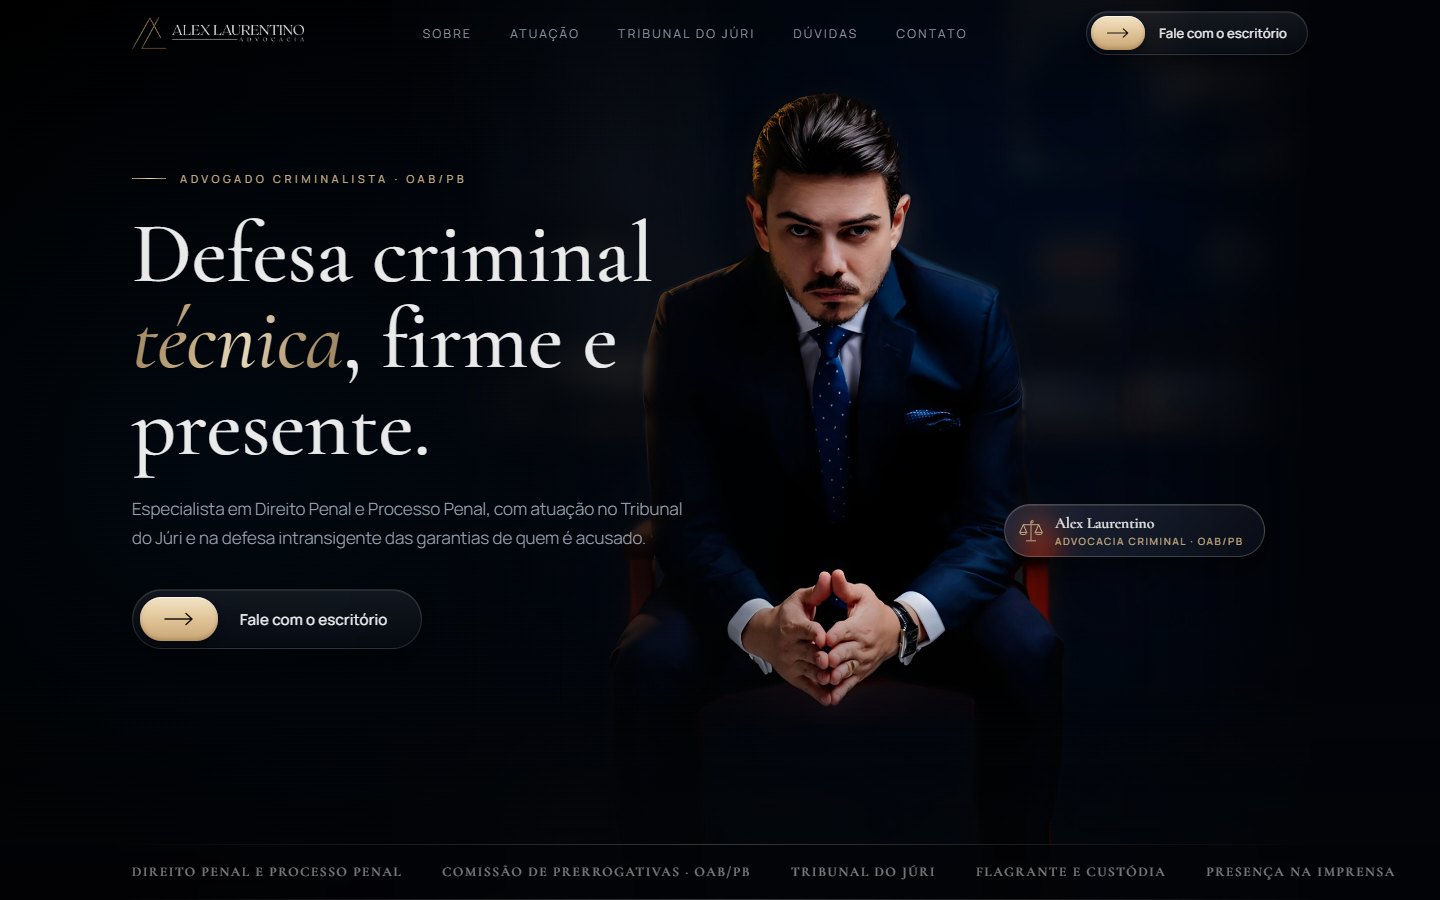 ALEX LAURENTINO
ADVOCACIA
SOBRE
ATUAÇÃO
TRIBUNAL DO JÚRI
DÚVIDAS
CONTATO
Fale com o escritório
ADVOGADO CRIMINALISTA · OAB/PB
Defesa criminal
técnica, firme e
presente.
Especialista em Direito Penal e Processo Penal, com atuação no Tribunal
do Júri e na defesa intransigente das garantias de quem é acusado.
Fale com o escritório
Alex Laurentino
ADVOCACIA CRIMINAL · OAB/PB
DIREITO PENAL E PROCESSO PENAL
COMISSÃO DE PRERROGATIVAS · OAB/PB
TRIBUNAL DO JÚRI
FLAGRANTE E CUSTÓDIA
PRESENÇA NA IMPRENSA